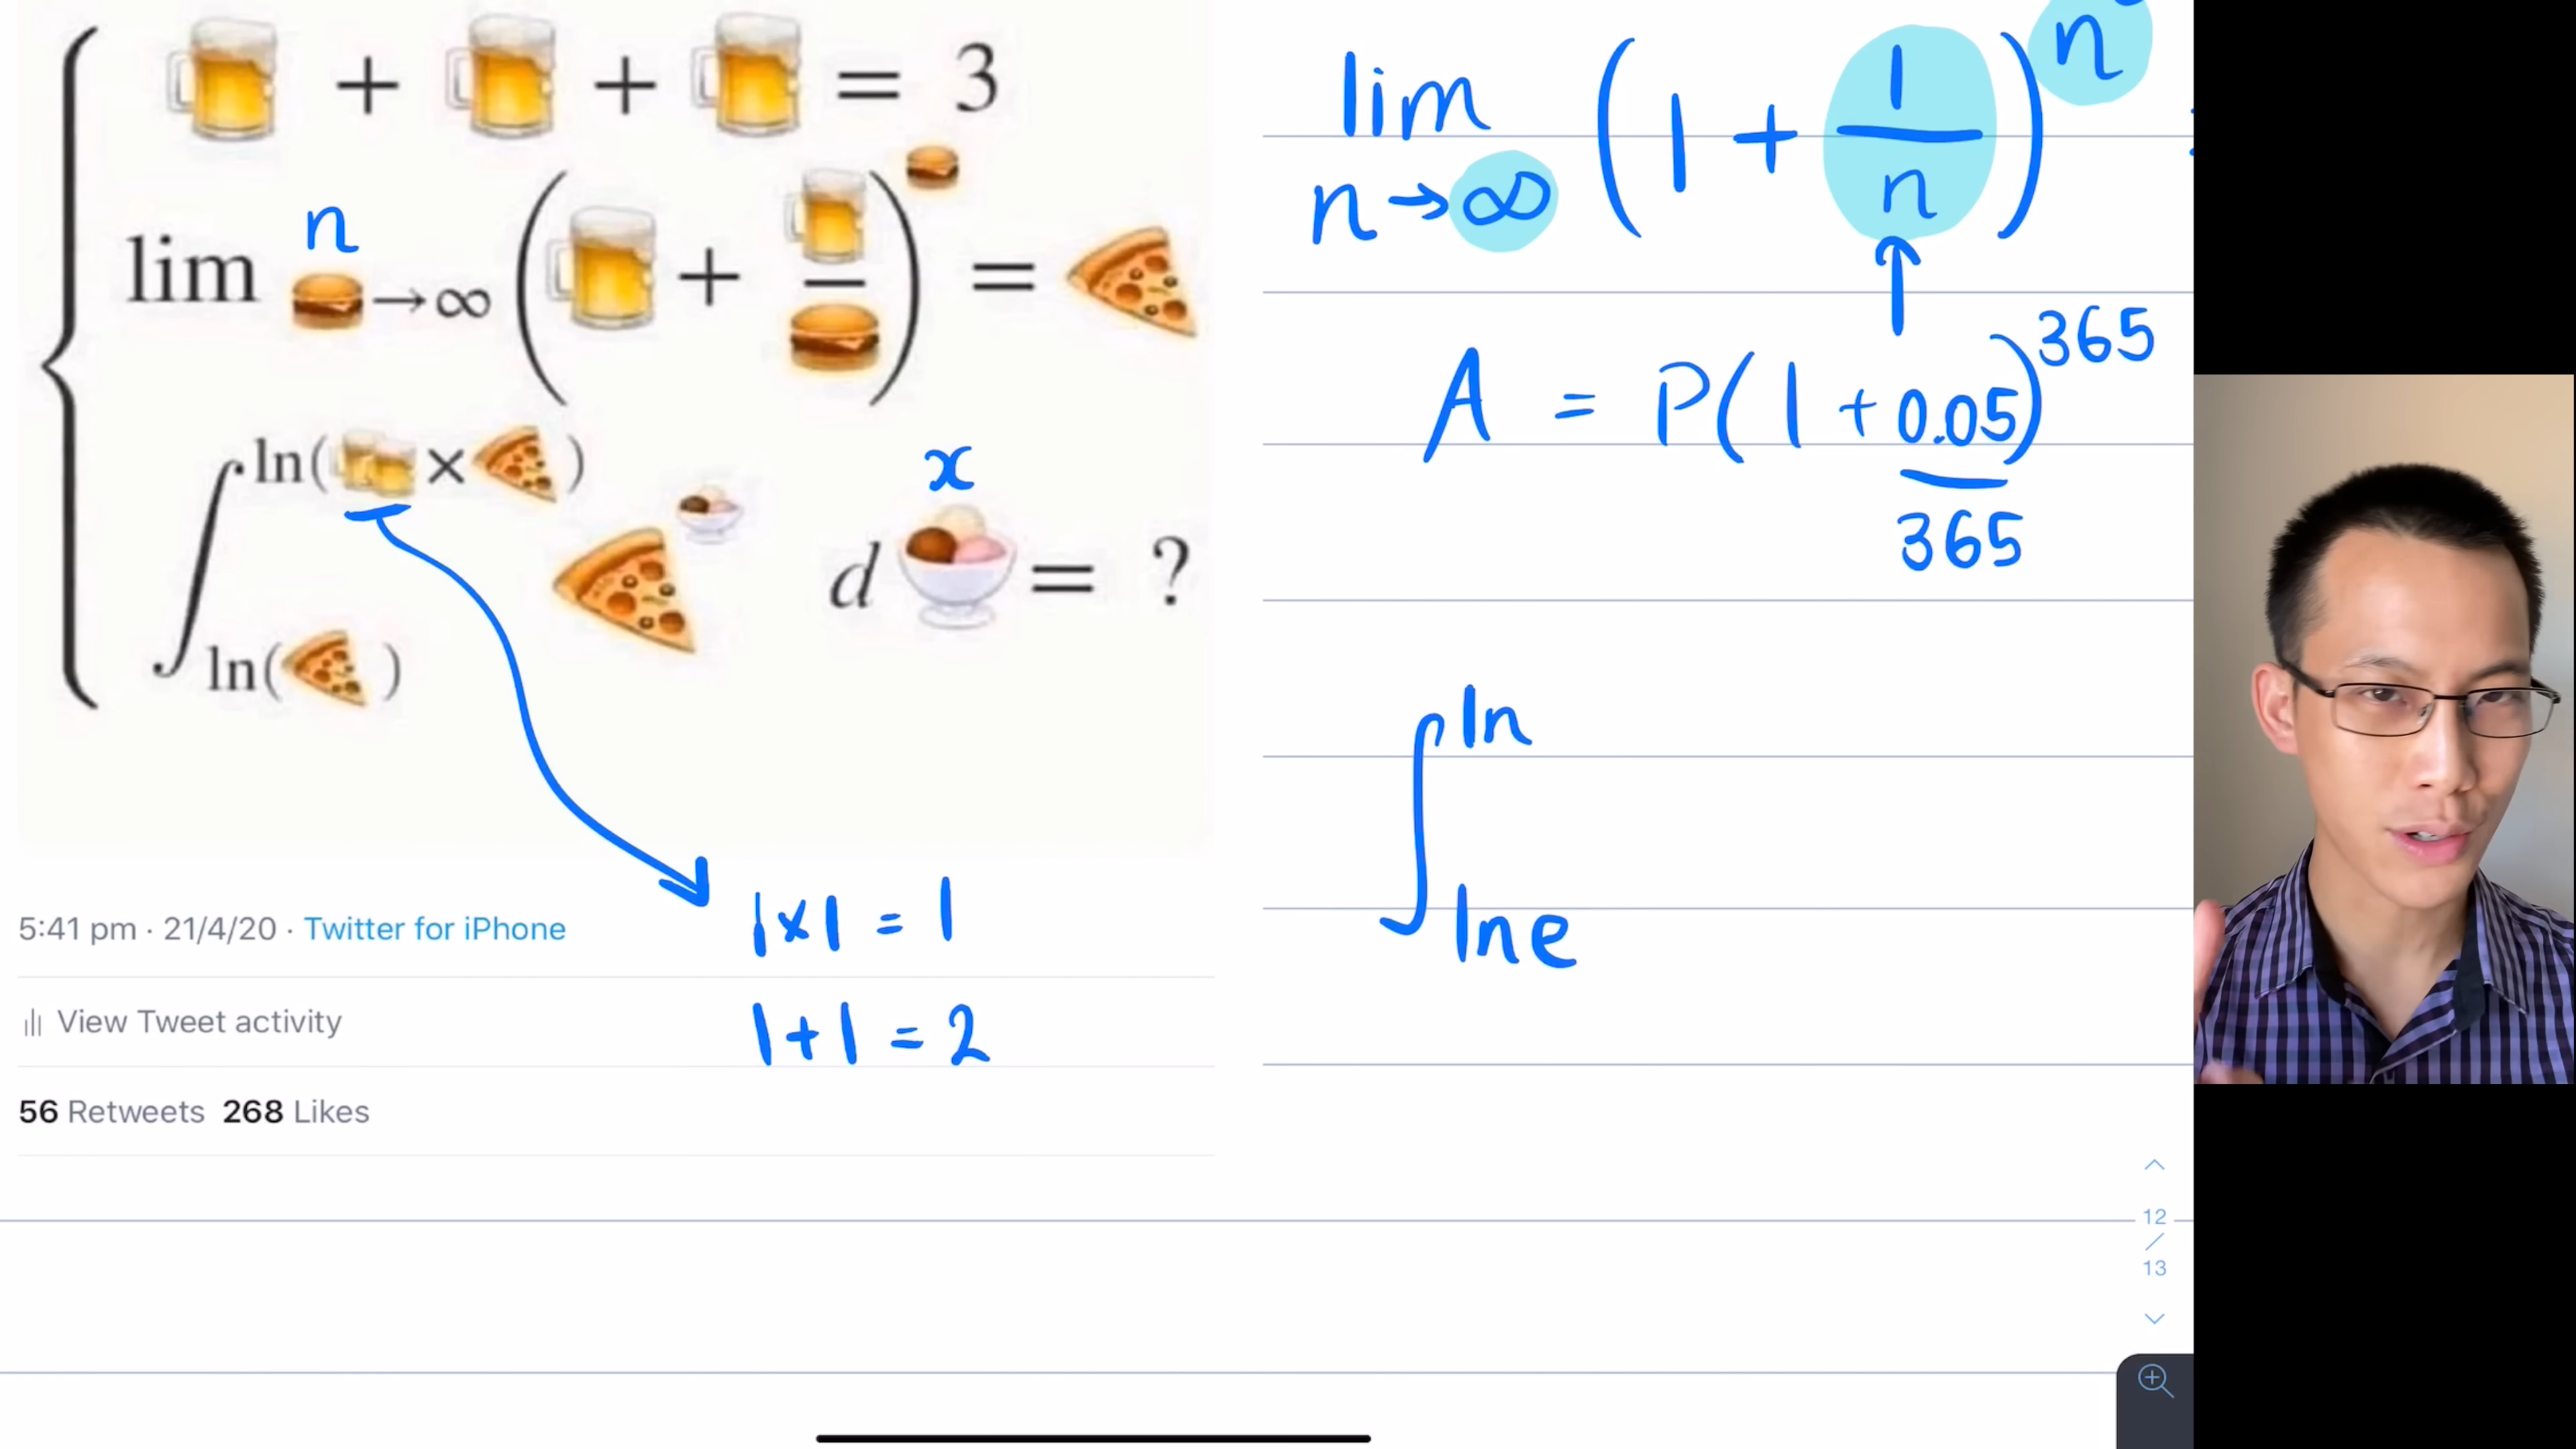 + + = 3
n
lim →∞ ( + — ) =
∫ ln( × )
x
d = ?
ln( )
1×1 = 1
1+1 = 2
5:41 pm · 21/4/20 · Twitter for iPhone
View Tweet activity
56 Retweets 268 Likes
lim ( 1 + 1/n ) n
n→∞
A = P( 1 + 0.05 ) 365
365
∫ ln
ln e
12
/
13